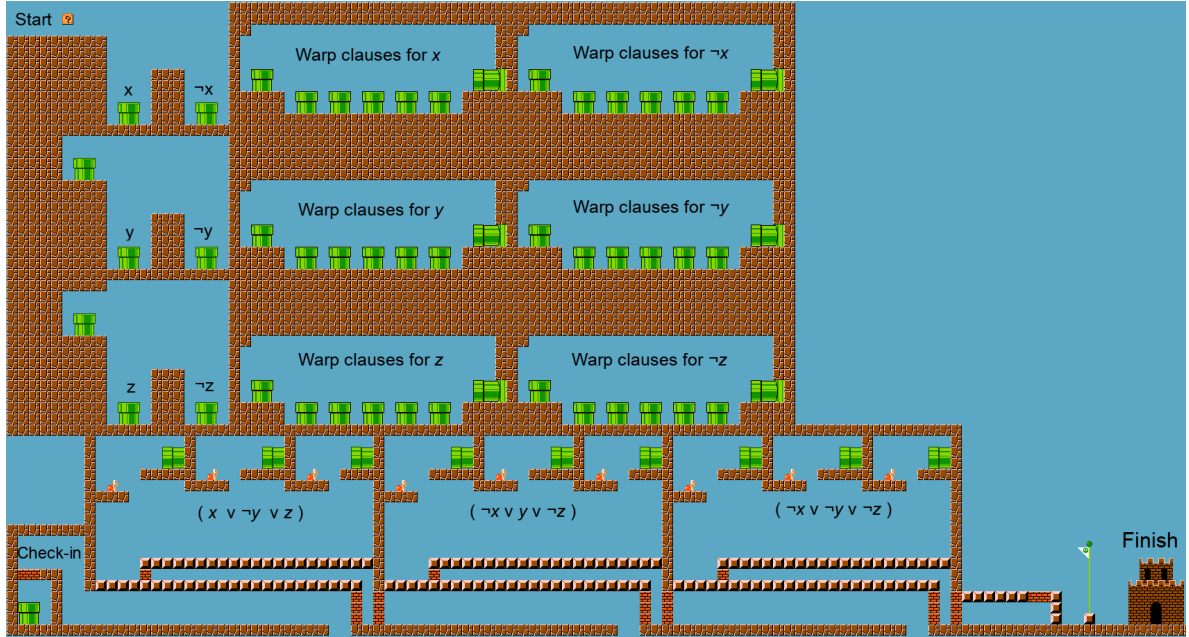 Start ?
Warp clauses for x
Warp clauses for ¬x
x
¬x
Warp clauses for y
Warp clauses for ¬y
y
¬y
Warp clauses for z
Warp clauses for ¬z
z
¬z
( x ∨ ¬y ∨ z )
( ¬x ∨ y ∨ ¬z )
( ¬x ∨ ¬y ∨ ¬z )
Check-in
Finish